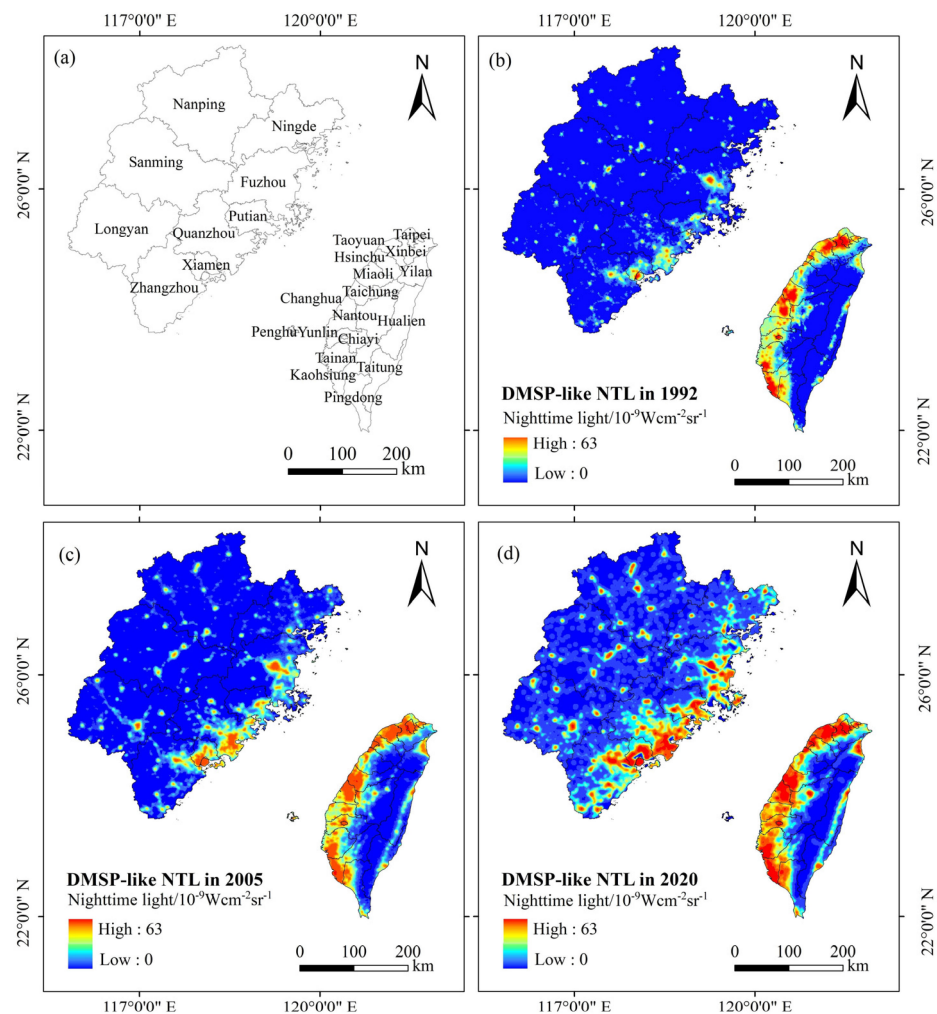 117°0'0" E
120°0'0" E
117°0'0" E
120°0'0" E
(a)
N
Nanping
Ningde
Sanming
Fuzhou
Putian
Longyan
Quanzhou
Xiamen
Zhangzhou
Taipei
Taoyuan
Xinbei
Hsinchu
Yilan
Miaoli
Taichung
Changhua
Nantou
Hualien
Penghu
Yunlin
Chiayi
Tainan
Taitung
Kaohsiung
Pingdong
0 100 200
km
26°0'0" N
22°0'0" N
(b)
N
DMSP-like NTL in 1992
Nighttime light/10-9Wcm-2sr-1
High : 63
Low : 0
0 100 200
km
26°0'0" N
22°0'0" N
(c)
N
DMSP-like NTL in 2005
Nighttime light/10-9Wcm-2sr-1
High : 63
Low : 0
0 100 200
km
26°0'0" N
22°0'0" N
(d)
N
DMSP-like NTL in 2020
Nighttime light/10-9Wcm-2sr-1
High : 63
Low : 0
0 100 200
km
26°0'0" N
22°0'0" N
117°0'0" E
120°0'0" E
117°0'0" E
120°0'0" E